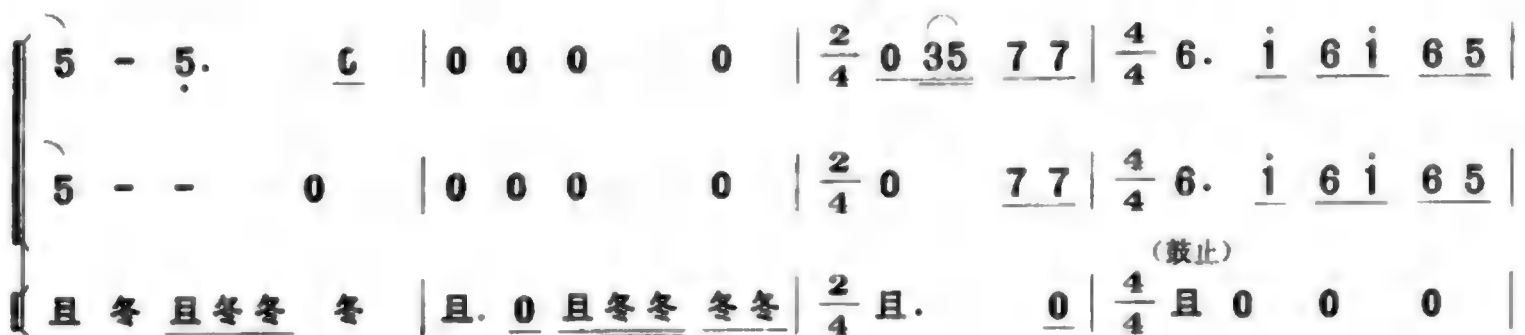 5 - 5. 0 | 0 0 0 0 | 2/4 0 35 7 7 | 4/4 6. i 6 i 6 5 |
5 - - 0 | 0 0 0 0 | 2/4 0 7 7 | 4/4 6. i 6 i 6 5 |
(鼓止)
且 冬 且冬冬 冬 | 且. 0 且冬冬 冬冬 | 2/4 且. 0 | 4/4 且 0 0 0 |